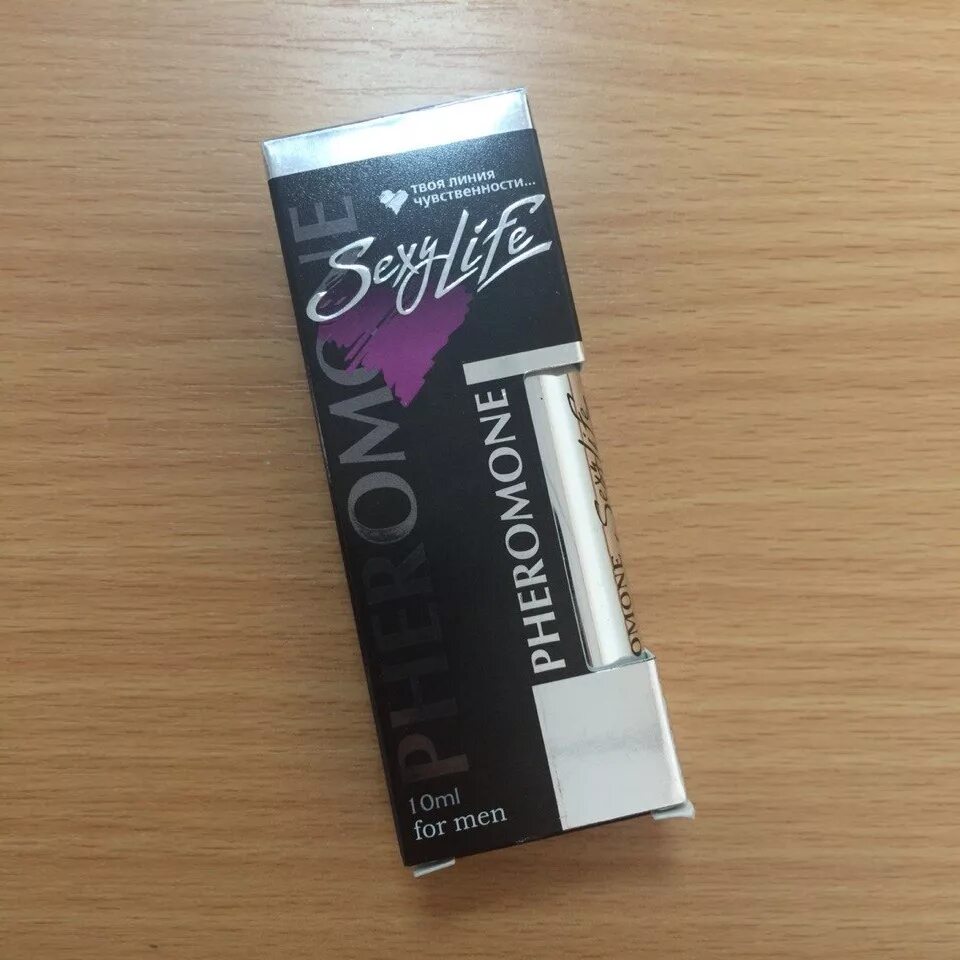 ТВОЯ ЛИНИЯ
ЧУВСТВЕННОСТИ...
Sexy Life
PHEROMONE
PHEROMONE
OMONE Sexy Life
10ml
for men